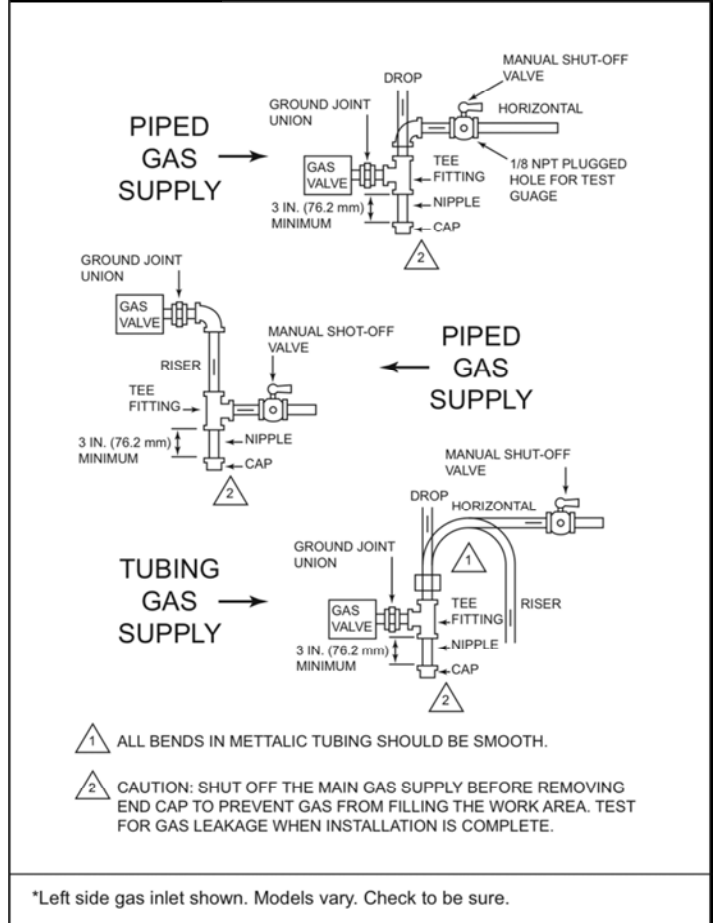 PIPED
GAS
SUPPLY
DROP
MANUAL SHUT-OFF
VALVE
GROUND JOINT
UNION
HORIZONTAL
GAS
VALVE
TEE
FITTING
1/8 NPT PLUGGED
HOLE FOR TEST
GUAGE
3 IN. (76.2 mm)
MINIMUM
NIPPLE
CAP
2
GROUND JOINT
UNION
GAS
VALVE
MANUAL SHOT-OFF
VALVE
RISER
TEE
FITTING
3 IN. (76.2 mm)
MINIMUM
NIPPLE
CAP
2
PIPED
GAS
SUPPLY
TUBING
GAS
SUPPLY
MANUAL SHUT-OFF
VALVE
DROP
HORIZONTAL
GROUND JOINT
UNION
1
GAS
VALVE
TEE
FITTING
RISER
3 IN. (76.2 mm)
MINIMUM
NIPPLE
CAP
2
1 ALL BENDS IN METTALIC TUBING SHOULD BE SMOOTH.
2 CAUTION: SHUT OFF THE MAIN GAS SUPPLY BEFORE REMOVING
END CAP TO PREVENT GAS FROM FILLING THE WORK AREA. TEST
FOR GAS LEAKAGE WHEN INSTALLATION IS COMPLETE.
*Left side gas inlet shown. Models vary. Check to be sure.